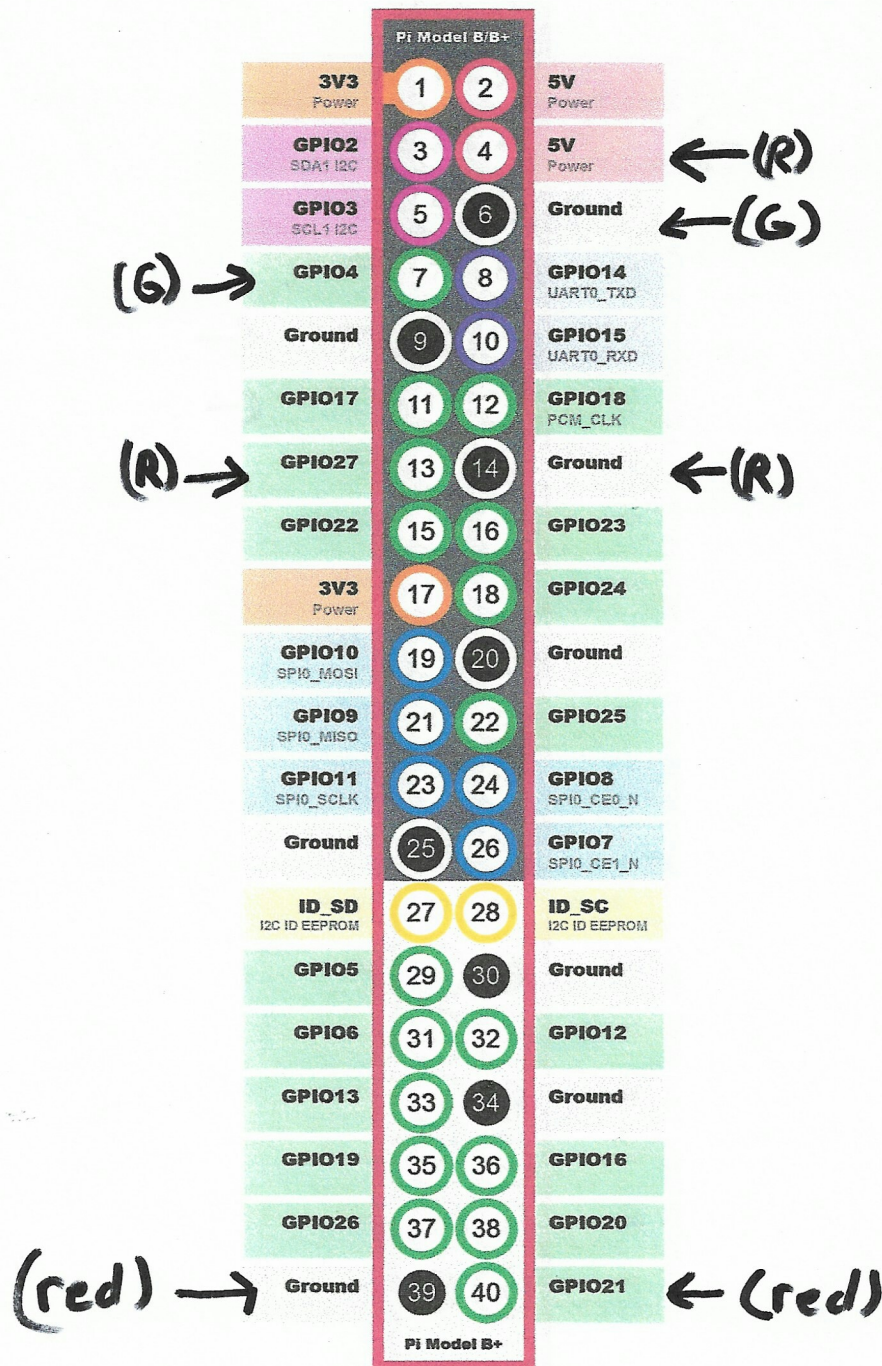 Pi Model B/B+
3V3 1 2 5V
Power Power
GPIO2 3 4 5V ← (R)
SDA1 I2C Power
GPIO3 5 6 Ground ← (G)
SCL1 I2C
(G) → GPIO4 7 8 GPIO14
UART0_TXD
Ground 9 10 GPIO15
UART0_RXD
GPIO17 11 12 GPIO18
PCM_CLK
(R) → GPIO27 13 14 Ground ← (R)
GPIO22 15 16 GPIO23
3V3 17 18 GPIO24
Power
GPIO10 19 20 Ground
SPI0_MOSI
GPIO9 21 22 GPIO25
SPI0_MISO
GPIO11 23 24 GPIO8
SPI0_SCLK SPI0_CE0_N
Ground 25 26 GPIO7
SPI0_CE1_N
ID_SD 27 28 ID_SC
I2C ID EEPROM I2C ID EEPROM
GPIO5 29 30 Ground
GPIO6 31 32 GPIO12
GPIO13 33 34 Ground
GPIO19 35 36 GPIO16
GPIO26 37 38 GPIO20
(red) → Ground 39 40 GPIO21 ← (red)
Pi Model B+